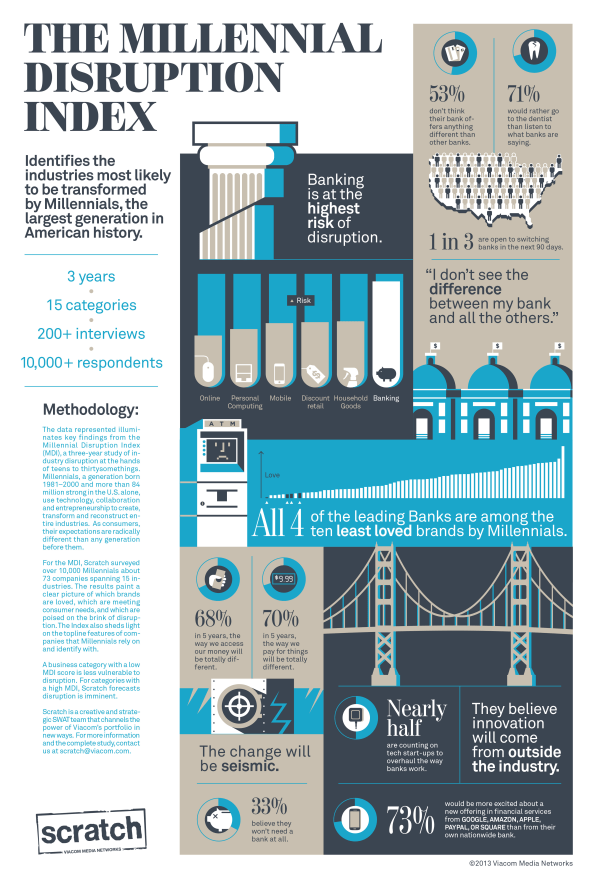 THE MILLENNIAL
DISRUPTION
INDEX
Identifies the
industries most likely
to be transformed
by Millennials, the
largest generation in
American history.
3 years
15 categories
200+ interviews
10,000+ respondents
Methodology:
The data represented illumi-
nates key findings from the
Millennial Disruption Index
(MDI), a three-year study of in-
dustry disruption at the hands
of teens to thirtysomethings.
Millennials, a generation born
1981–2000 and more than 84
million strong in the U.S. alone,
use technology, collaboration
and entrepreneurship to create,
transform and reconstruct en-
tire industries. As consumers,
their expectations are radically
different than any generation
before them.
For the MDI, Scratch surveyed
over 10,000 Millennials about
73 companies spanning 15 in-
dustries. The results paint a
clear picture of which brands
are loved, which are meeting
consumer needs, and which are
poised on the brink of disrup-
tion. The Index also sheds light
on the topline features of com-
panies that Millennials rely on
and identify with.
A business category with a low
MDI score is less vulnerable to
disruption. For categories with
a high MDI, Scratch forecasts
disruption is imminent.
Scratch is a creative and strate-
gic SWAT team that channels the
power of Viacom's portfolio in
new ways. For more information
and the complete study, contact
us at scratch@viacom.com.
scratch
VIACOM MEDIA NETWORKS
Banking
is at the
highest
risk of
disruption.
Risk
Online
Personal
Computing
Mobile
Discount
retail
Household
Goods
Banking
53%
don't think
their bank of-
fers anything
different than
other banks.
71%
would rather go
to the dentist
than listen to
what banks are
saying.
1 in 3 are open to switching
banks in the next 90 days.
"I don't see the
difference
between my bank
and all the others."
$
$
$
ATM
Love
All 4 of the leading Banks are among the
ten least loved brands by Millennials.
68%
in 5 years, the
way we access
our money will
be totally dif-
ferent.
$9.99
70%
in 5 years,
the way we
pay for things
will be totally
different.
The change will
be seismic.
33%
believe they
won't need a
bank at all.
Nearly
half
are counting on
tech start-ups to
overhaul the way
banks work.
They believe
innovation
will come
from outside
the industry.
73%
would be more excited about a
new offering in financial services
from GOOGLE, AMAZON, APPLE,
PAYPAL, OR SQUARE than from their
own nationwide bank.
©2013 Viacom Media Networks